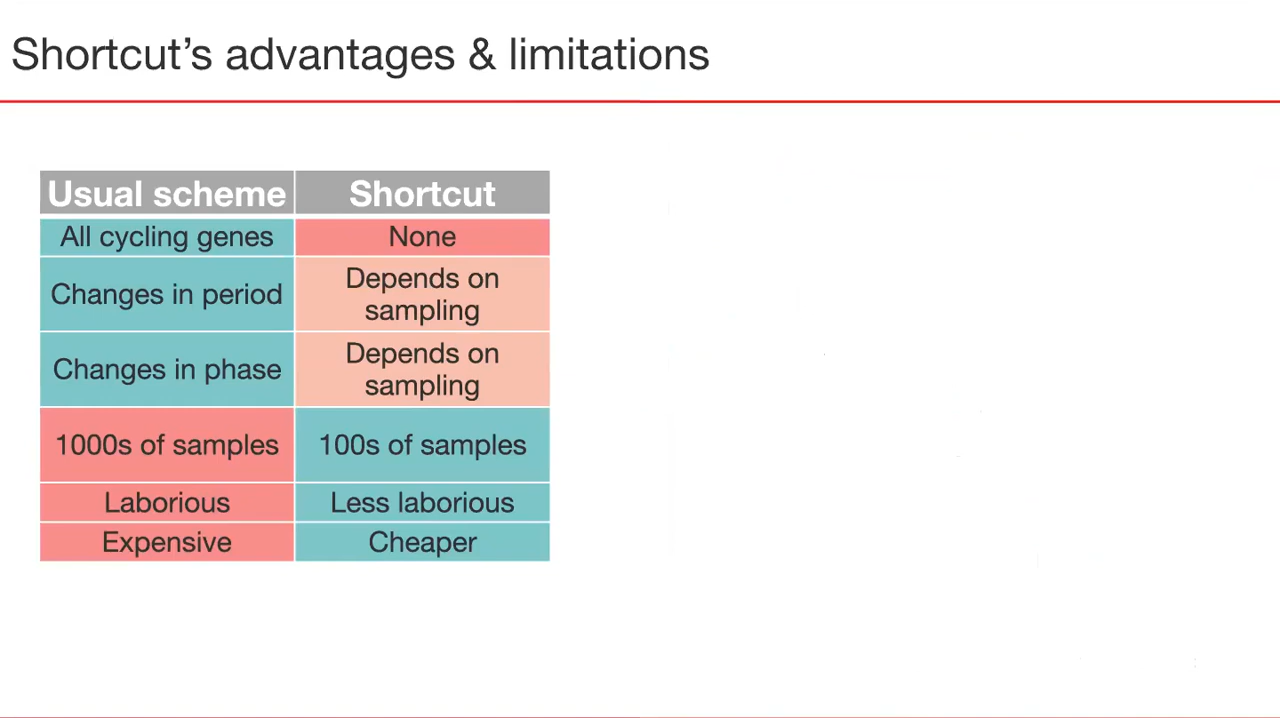 Shortcut’s advantages & limitations
Usual scheme
Shortcut
All cycling genes
None
Changes in period
Depends on
sampling
Changes in phase
Depends on
sampling
1000s of samples
100s of samples
Laborious
Less laborious
Expensive
Cheaper